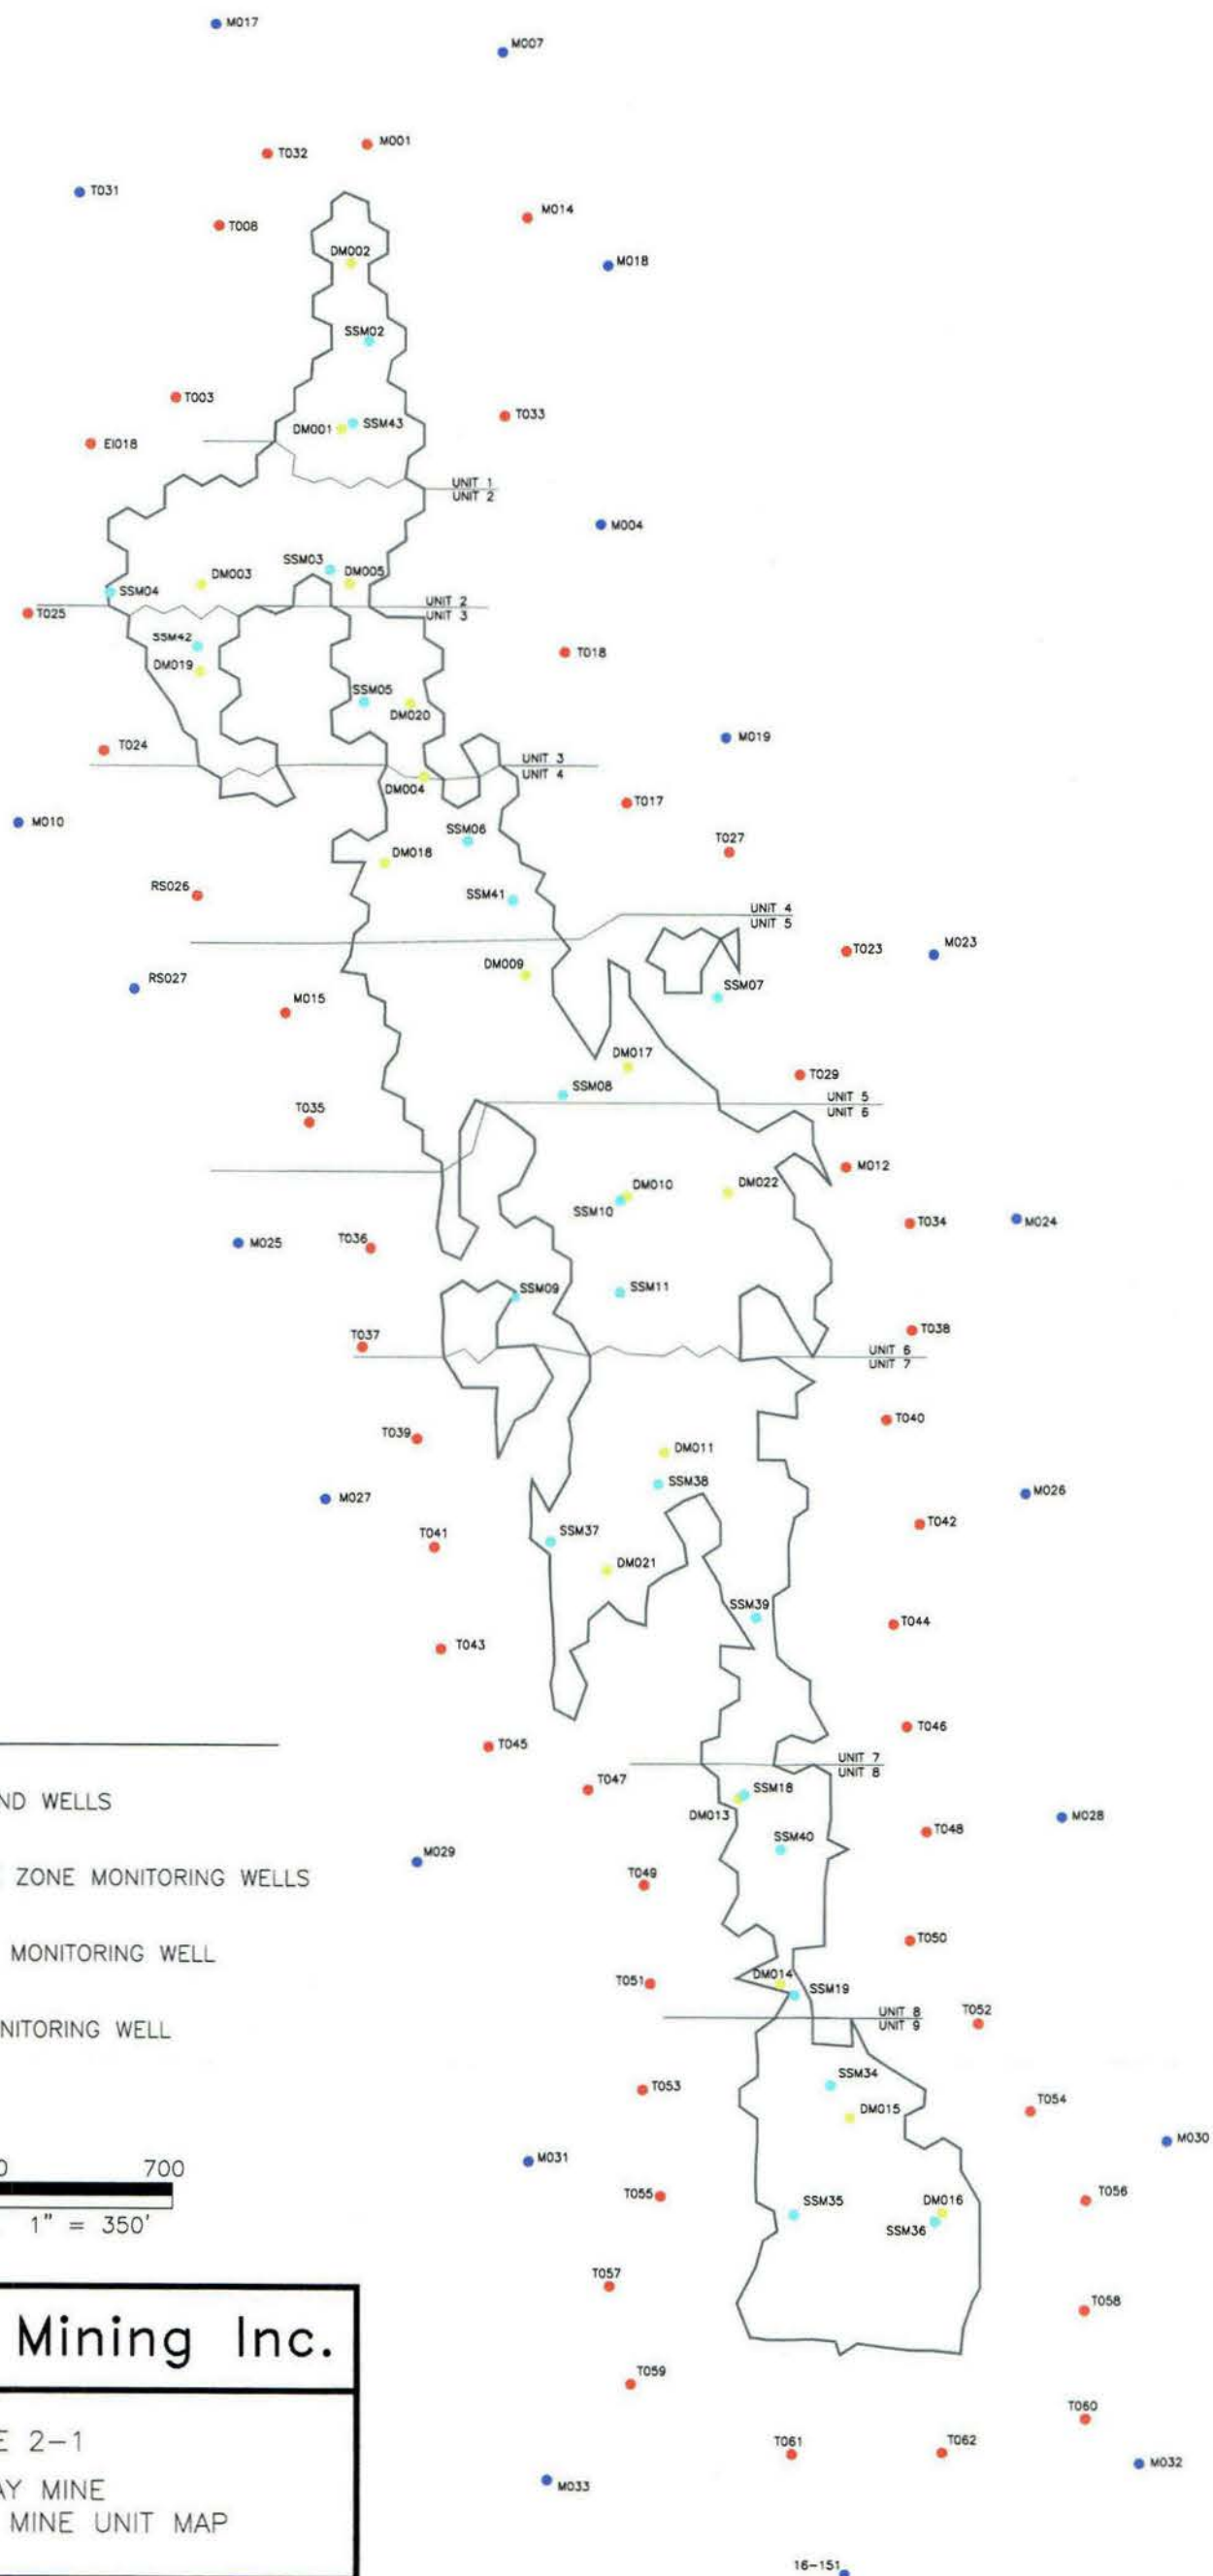 M017
M007
M001
T032
T031
M014
T008
DM002
M018
SSM02
T003
T033
SSM43
DM001
EI018
UNIT 1
UNIT 2
M004
SSM03
DM003
DM005
SSM04
UNIT 2
T025
UNIT 3
SSM42
T018
DM019
SSM05
DM020
M019
T024
UNIT 3
UNIT 4
DM004
T017
M010
SSM06
T027
DM018
RS026
SSM41
UNIT 4
UNIT 5
M023
T023
DM009
RS027
SSM07
M015
DM017
T029
SSM08
UNIT 5
T035
UNIT 6
M012
DM010
DM022
SSM10
T034
M024
T036
M025
SSM09
SSM11
T038
T037
UNIT 6
UNIT 7
T040
T039
DM011
SSM38
M026
M027
T042
T041
SSM37
DM021
SSM39
T044
T043
T046
T045
UNIT 7
UNIT 8
T047
SSM18
DM013
M028
ND WELLS
T048
SSM40
M029
T049
ZONE MONITORING WELLS
T050
MONITORING WELL
DM014
T051
SSM19
UNIT 8
T052
UNIT 9
NITORING WELL
SSM34
T053
T054
DM015
M030
M031
0 700
T056
T055
SSM35
DM016
1" = 350'
SSM36
T057
T058
Mining Inc.
T059
T060
E 2-1
T061
T062
M032
AY MINE
M033
MINE UNIT MAP
16-151